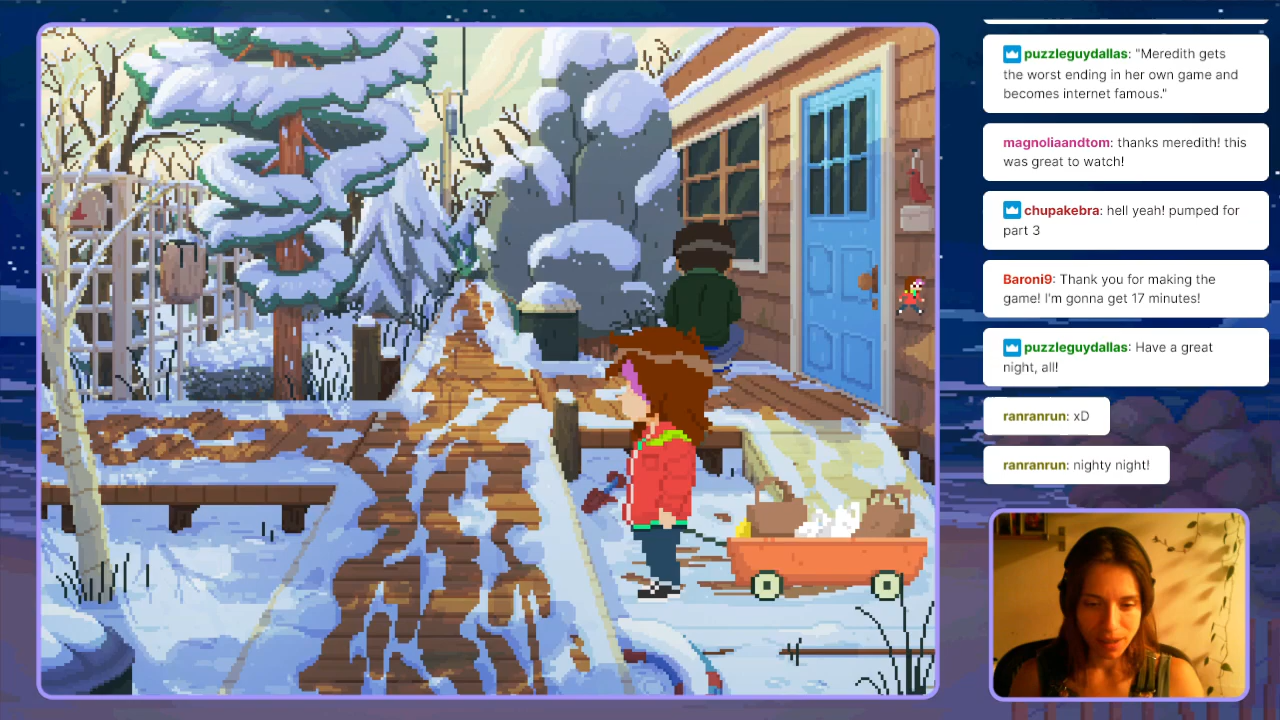 puzzleguydallas: "Meredith gets
the worst ending in her own game and
becomes internet famous."
magnoliaandtom: thanks meredith! this
was great to watch!
chupakebra: hell yeah! pumped for
part 3
Baroni9: Thank you for making the
game! I'm gonna get 17 minutes!
puzzleguydallas: Have a great
night, all!
ranranrun: xD
ranranrun: nighty night!